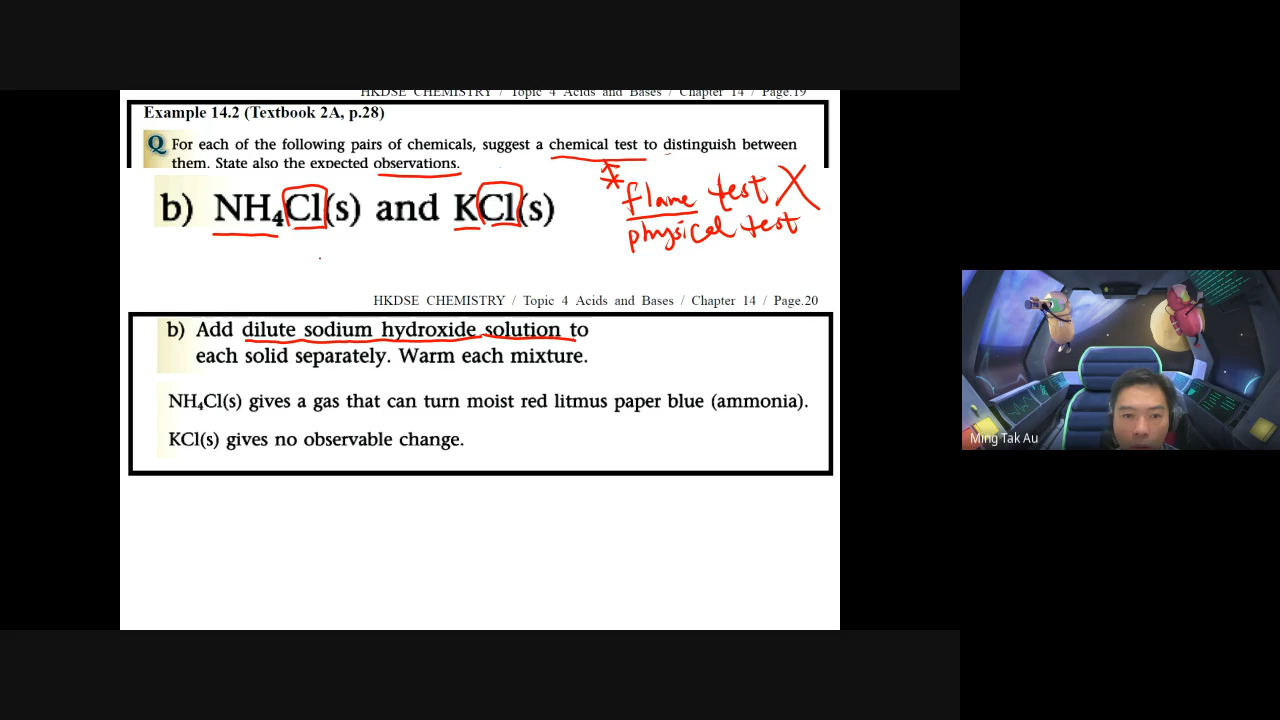 HKDSE CHEMISTRY / Topic 4 Acids and Bases / Chapter 14 / Page.19
Example 14.2 (Textbook 2A, p.28)
Q For each of the following pairs of chemicals, suggest a chemical test to distinguish between
them. State also the expected observations.
b) NH₄Cl(s) and KCl(s)
* flame test X
physical test
HKDSE CHEMISTRY / Topic 4 Acids and Bases / Chapter 14 / Page.20
b) Add dilute sodium hydroxide solution to
each solid separately. Warm each mixture.
NH₄Cl(s) gives a gas that can turn moist red litmus paper blue (ammonia).
KCl(s) gives no observable change.
Ming Tak Au